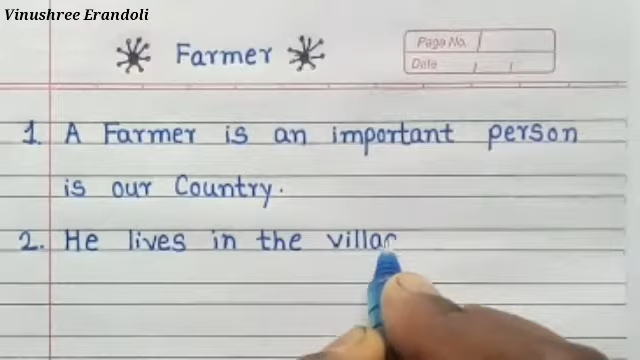 Vinushree Erandoli
Farmer
Page No.
Date
1. A Farmer is an important person
is our Country.
2. He lives in the